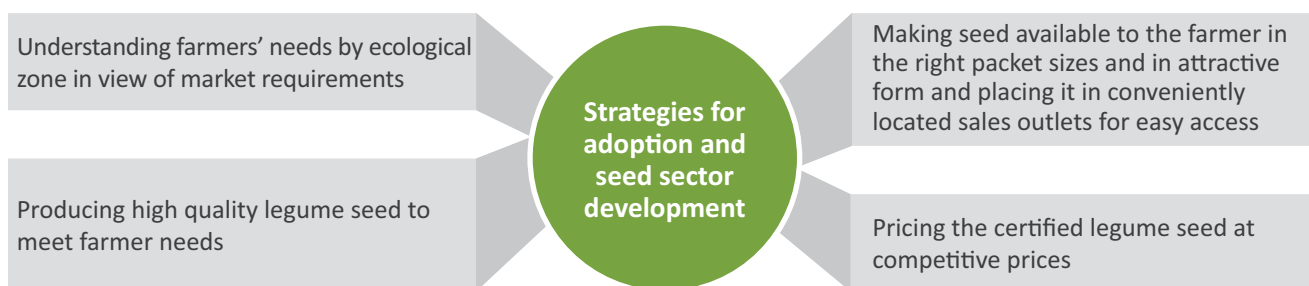 Understanding farmers’ needs by ecological
zone in view of market requirements
Producing high quality legume seed to
meet farmer needs
Strategies for
adoption and
seed sector
development
Making seed available to the farmer in
the right packet sizes and in attractive
form and placing it in conveniently
located sales outlets for easy access
Pricing the certified legume seed at
competitive prices